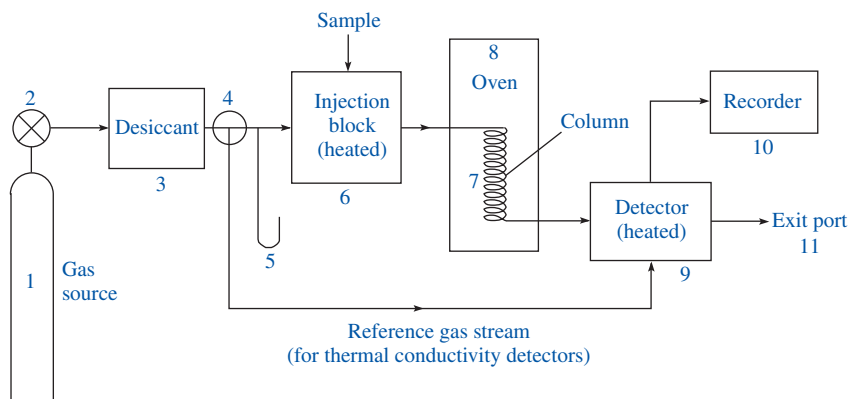 Sample
8
Oven
2
4
Desiccant
Injection
block
(heated)
Recorder
Column
10
3
7
6
Detector
(heated)
Exit port
11
5
9
1
Gas
source
Reference gas stream
(for thermal conductivity detectors)